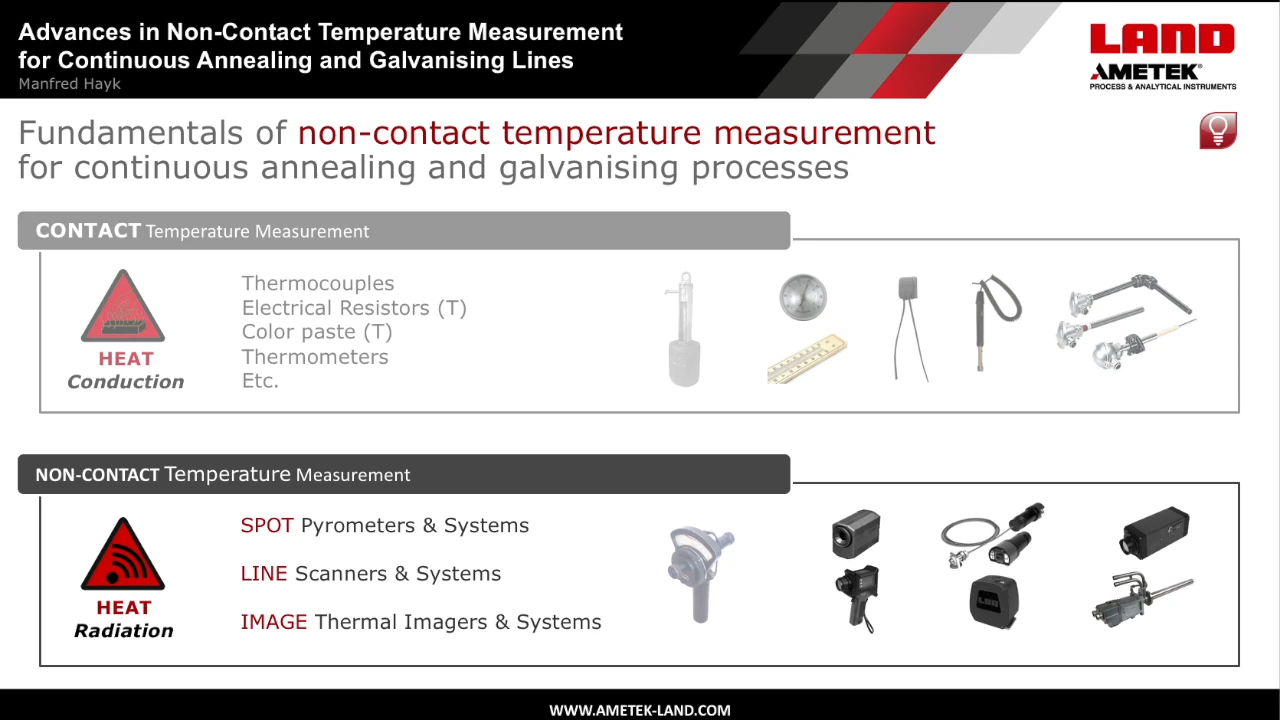 Advances in Non-Contact Temperature Measurement
for Continuous Annealing and Galvanising Lines
Manfred Hayk
LAND
AMETEK®
PROCESS & ANALYTICAL INSTRUMENTS
Fundamentals of non-contact temperature measurement
for continuous annealing and galvanising processes
CONTACT Temperature Measurement
HEAT
Conduction
Thermocouples
Electrical Resistors (T)
Color paste (T)
Thermometers
Etc.
NON-CONTACT Temperature Measurement
HEAT
Radiation
SPOT Pyrometers & Systems
LINE Scanners & Systems
IMAGE Thermal Imagers & Systems
LAND
WWW.AMETEK-LAND.COM